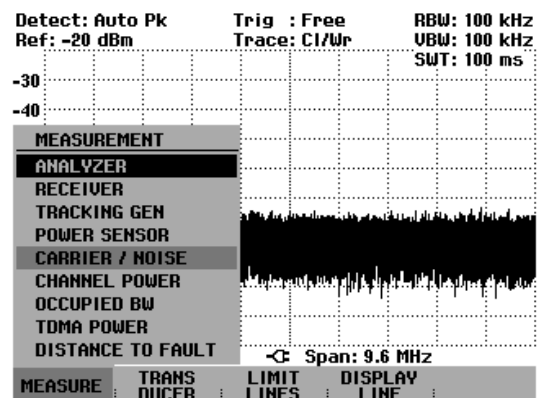 Detect: Auto Pk Trig : Free RBW: 100 kHz
Ref: -20 dBm Trace: Cl/Wr VBW: 100 kHz
SWT: 100 ms
-30
-40
MEASUREMENT
ANALYZER
RECEIVER
TRACKING GEN
POWER SENSOR
CARRIER / NOISE
CHANNEL POWER
OCCUPIED BW
TDMA POWER
DISTANCE TO FAULT
Span: 9.6 MHz
MEASURE
TRANS
DUCER
LIMIT
LINES
DISPLAY
LINE